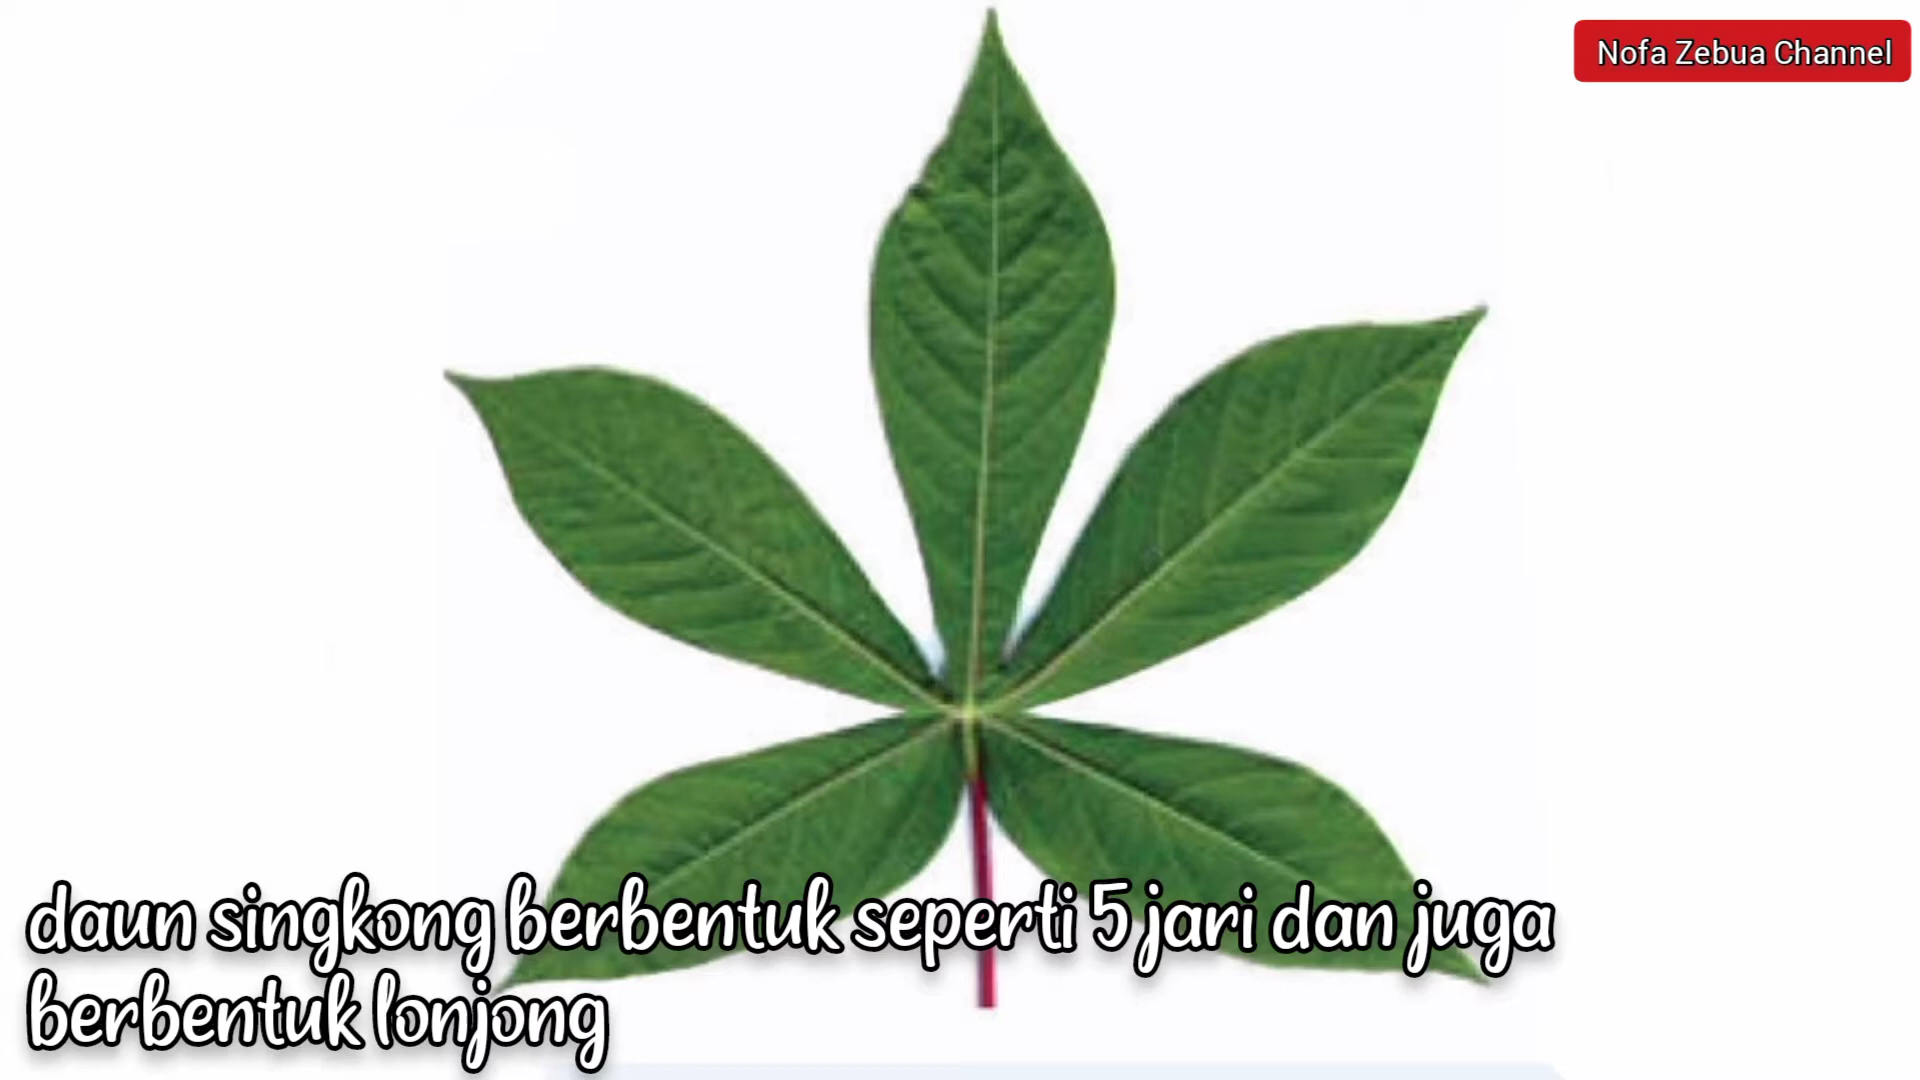 Nofa Zebua Channel
daun singkong berbentuk seperti 5 jari dan juga
berbentuk lonjong